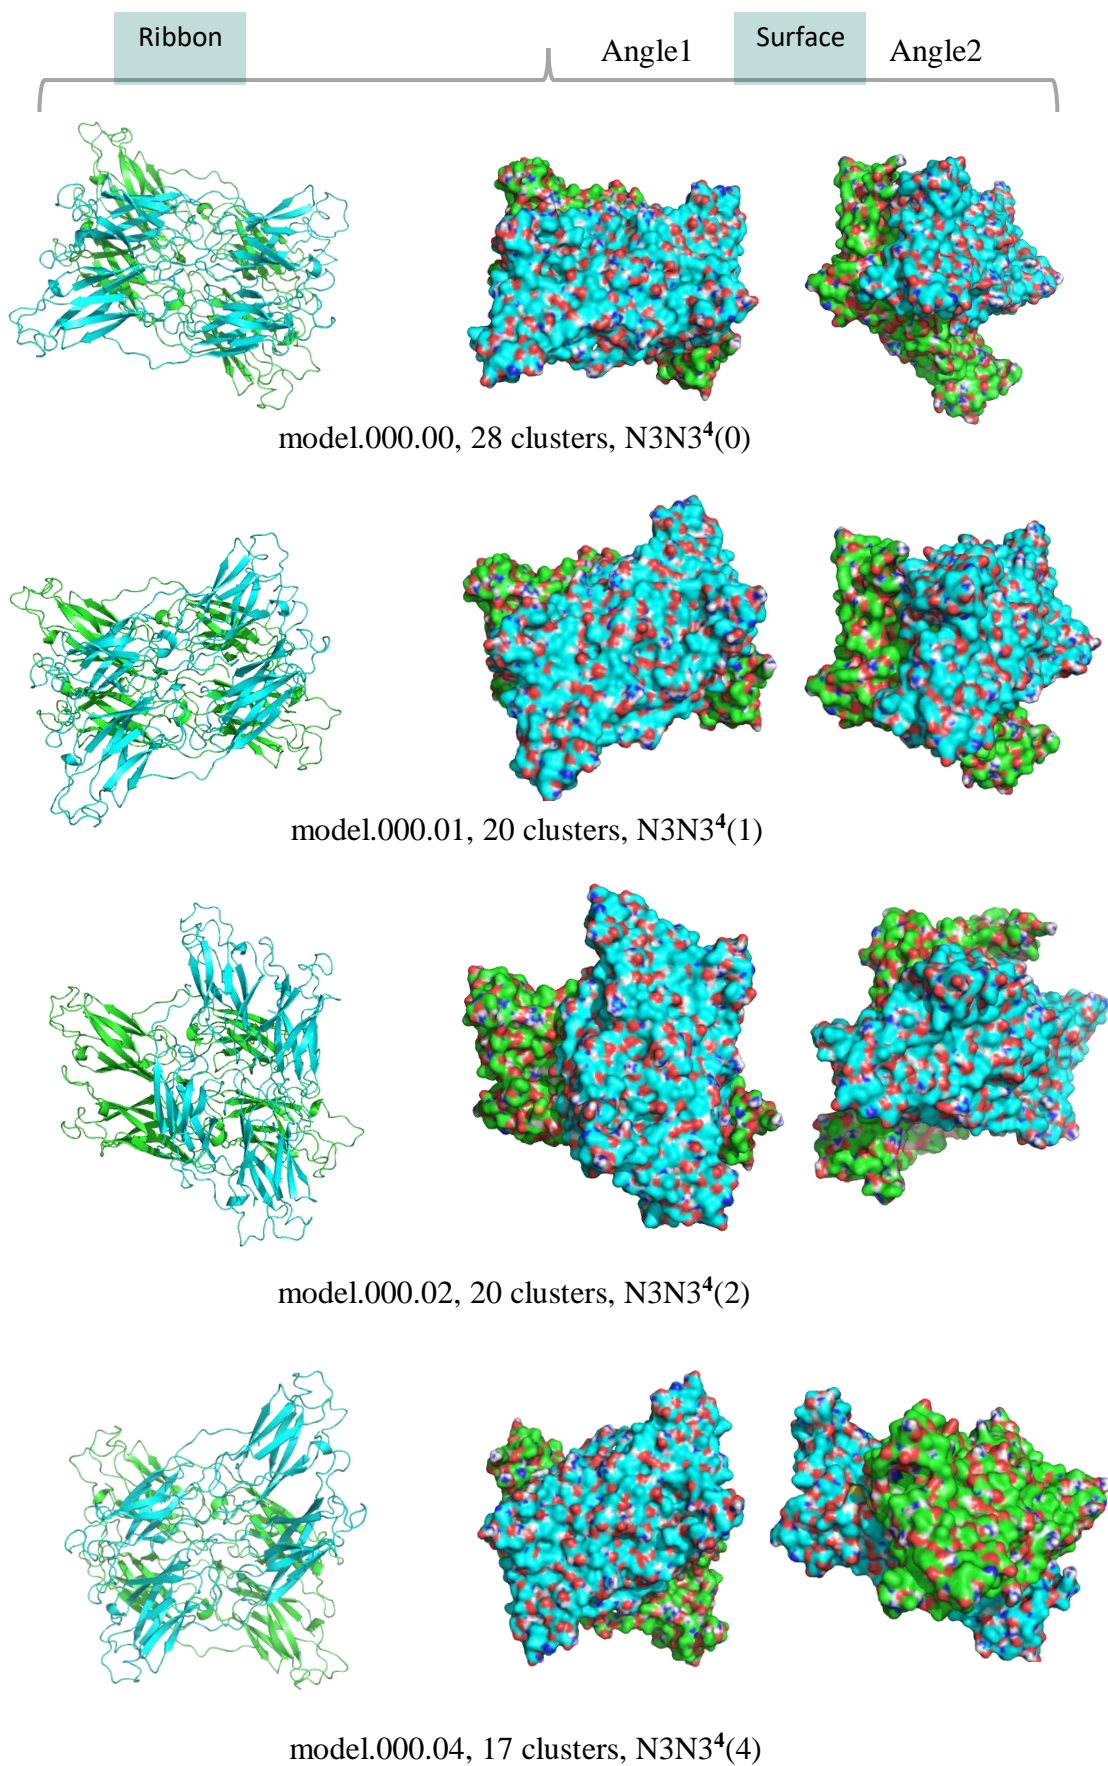 Ribbon
Angle1
Surface
Angle2
model.000.00, 28 clusters, N3N3⁴(0)
model.000.01, 20 clusters, N3N3⁴(1)
model.000.02, 20 clusters, N3N3⁴(2)
model.000.04, 17 clusters, N3N3⁴(4)